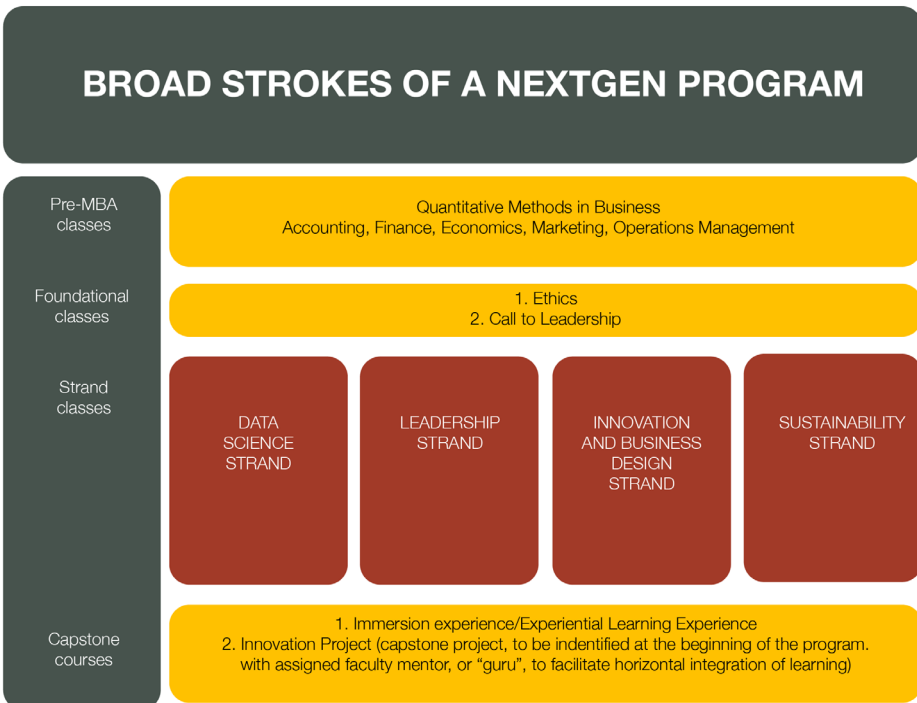 BROAD STROKES OF A NEXTGEN PROGRAM
Pre-MBA
classes
Quantitative Methods in Business
Accounting, Finance, Economics, Marketing, Operations Management
Foundational
classes
1. Ethics
2. Call to Leadership
Strand
classes
DATA
SCIENCE
STRAND
LEADERSHIP
STRAND
INNOVATION
AND BUSINESS
DESIGN
STRAND
SUSTAINABILITY
STRAND
Capstone
courses
1. Immersion experience/Experiential Learning Experience
2. Innovation Project (capstone project, to be indentified at the beginning of the program.
with assigned faculty mentor, or “guru”, to facilitate horizontal integration of learning)